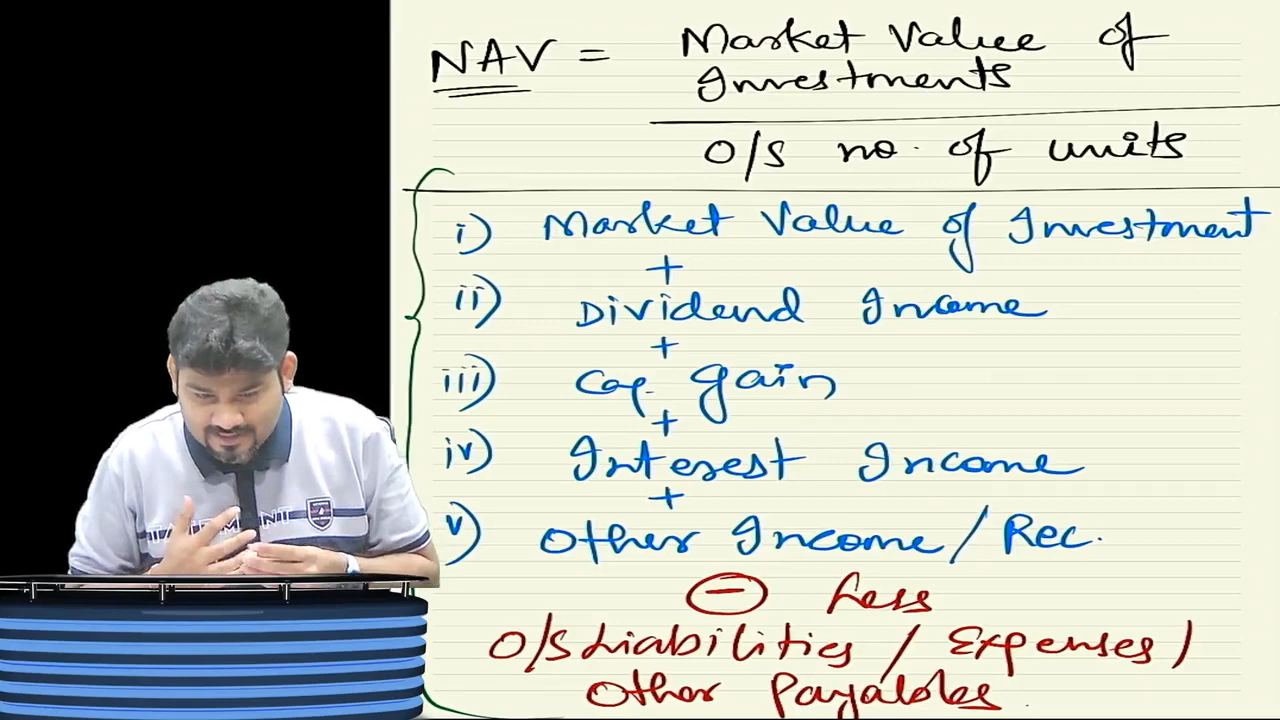 NAV = Market Value of
Investments
O/S no. of units
i) Market Value of Investment
+
ii) Dividend Income
+
iii) Cap. gain
+
iv) Interest Income
+
v) Other Income / Rec.
- Less
O/S Liabilities / Expenses /
Other Payables